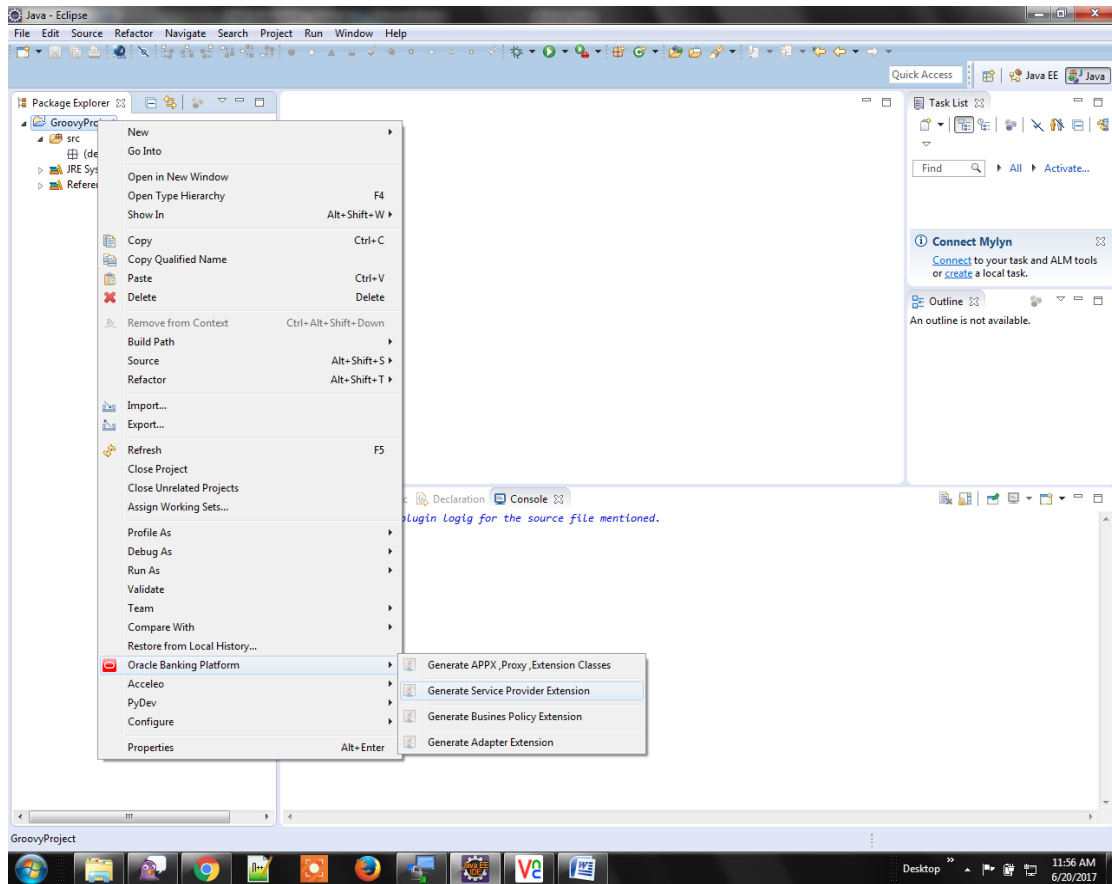 Java - Eclipse
File Edit Source Refactor Navigate Search Project Run Window Help
Quick Access
Java EE
Java
Package Explorer
GroovyProject
src
(de
JRE Sys
Referen
New
Go Into
Open in New Window
Open Type Hierarchy F4
Show In Alt+Shift+W
Copy Ctrl+C
Copy Qualified Name
Paste Ctrl+V
Delete Delete
Remove from Context Ctrl+Alt+Shift+Down
Build Path
Source Alt+Shift+S
Refactor Alt+Shift+T
Import...
Export...
Refresh F5
Close Project
Close Unrelated Projects
Assign Working Sets...
Profile As
Debug As
Run As
Validate
Team
Compare With
Restore from Local History...
Oracle Banking Platform
Acceleo
PyDev
Configure
Properties Alt+Enter
Generate APPX ,Proxy ,Extension Classes
Generate Service Provider Extension
Generate Busines Policy Extension
Generate Adapter Extension
c Declaration Console
plugin logig for the source file mentioned.
Task List
Find All Activate...
Connect Mylyn
Connect to your task and ALM tools
or create a local task.
Outline
An outline is not available.
GroovyProject
Java EE
IDE
Desktop
11:56 AM
6/20/2017